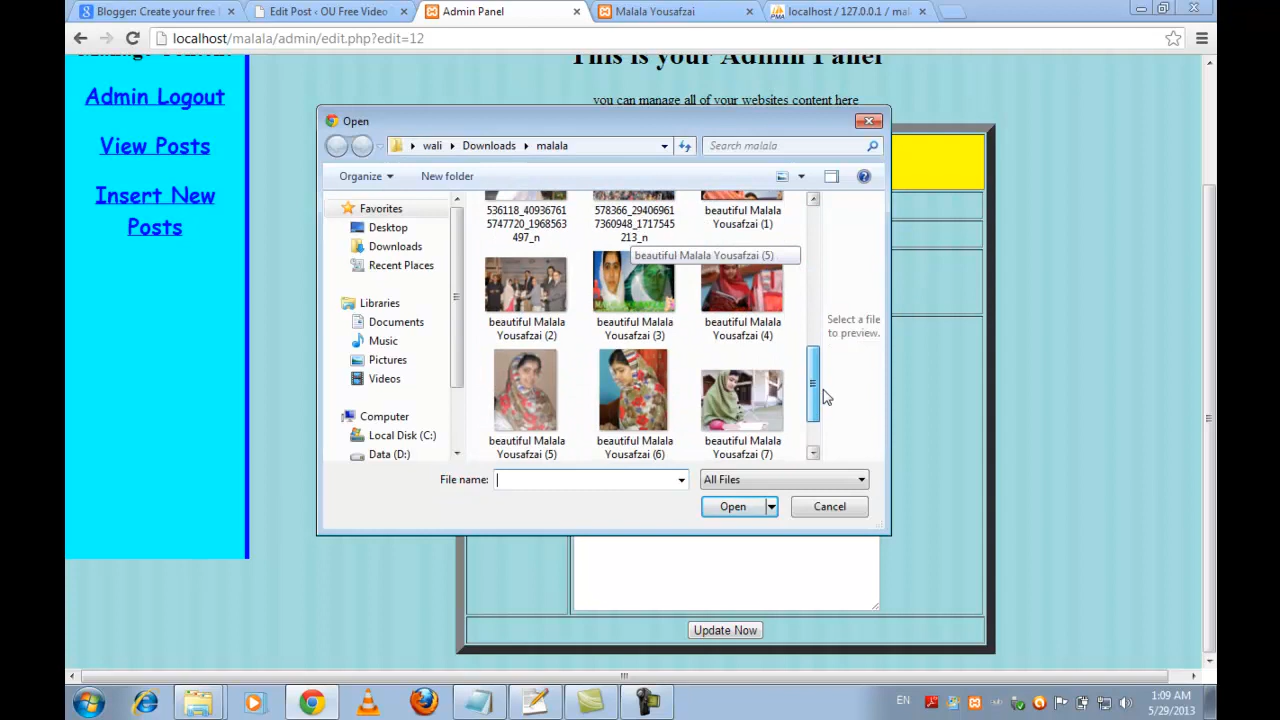 Blogger: Create your free
Edit Post ‹ OU Free Video
Admin Panel
Malala Yousafzai
localhost / 127.0.0.1 / mal
localhost/malala/admin/edit.php?edit=12
This is your Admin Panel
you can manage all of your websites content here
Admin Logout
View Posts
Insert New
Posts
Open
wali
Downloads
malala
Search malala
Organize
New folder
Favorites
Desktop
Downloads
Recent Places
Libraries
Documents
Music
Pictures
Videos
Computer
Local Disk (C:)
Data (D:)
536118_40936761
5747720_1968563
497_n
578366_29406961
7360948_1717545
213_n
beautiful Malala
Yousafzai (1)
beautiful Malala Yousafzai (5)
beautiful Malala
Yousafzai (2)
beautiful Malala
Yousafzai (3)
beautiful Malala
Yousafzai (4)
beautiful Malala
Yousafzai (5)
beautiful Malala
Yousafzai (6)
beautiful Malala
Yousafzai (7)
Select a file
to preview.
File name:
All Files
Open
Cancel
Update Now
EN
1:09 AM
5/29/2013